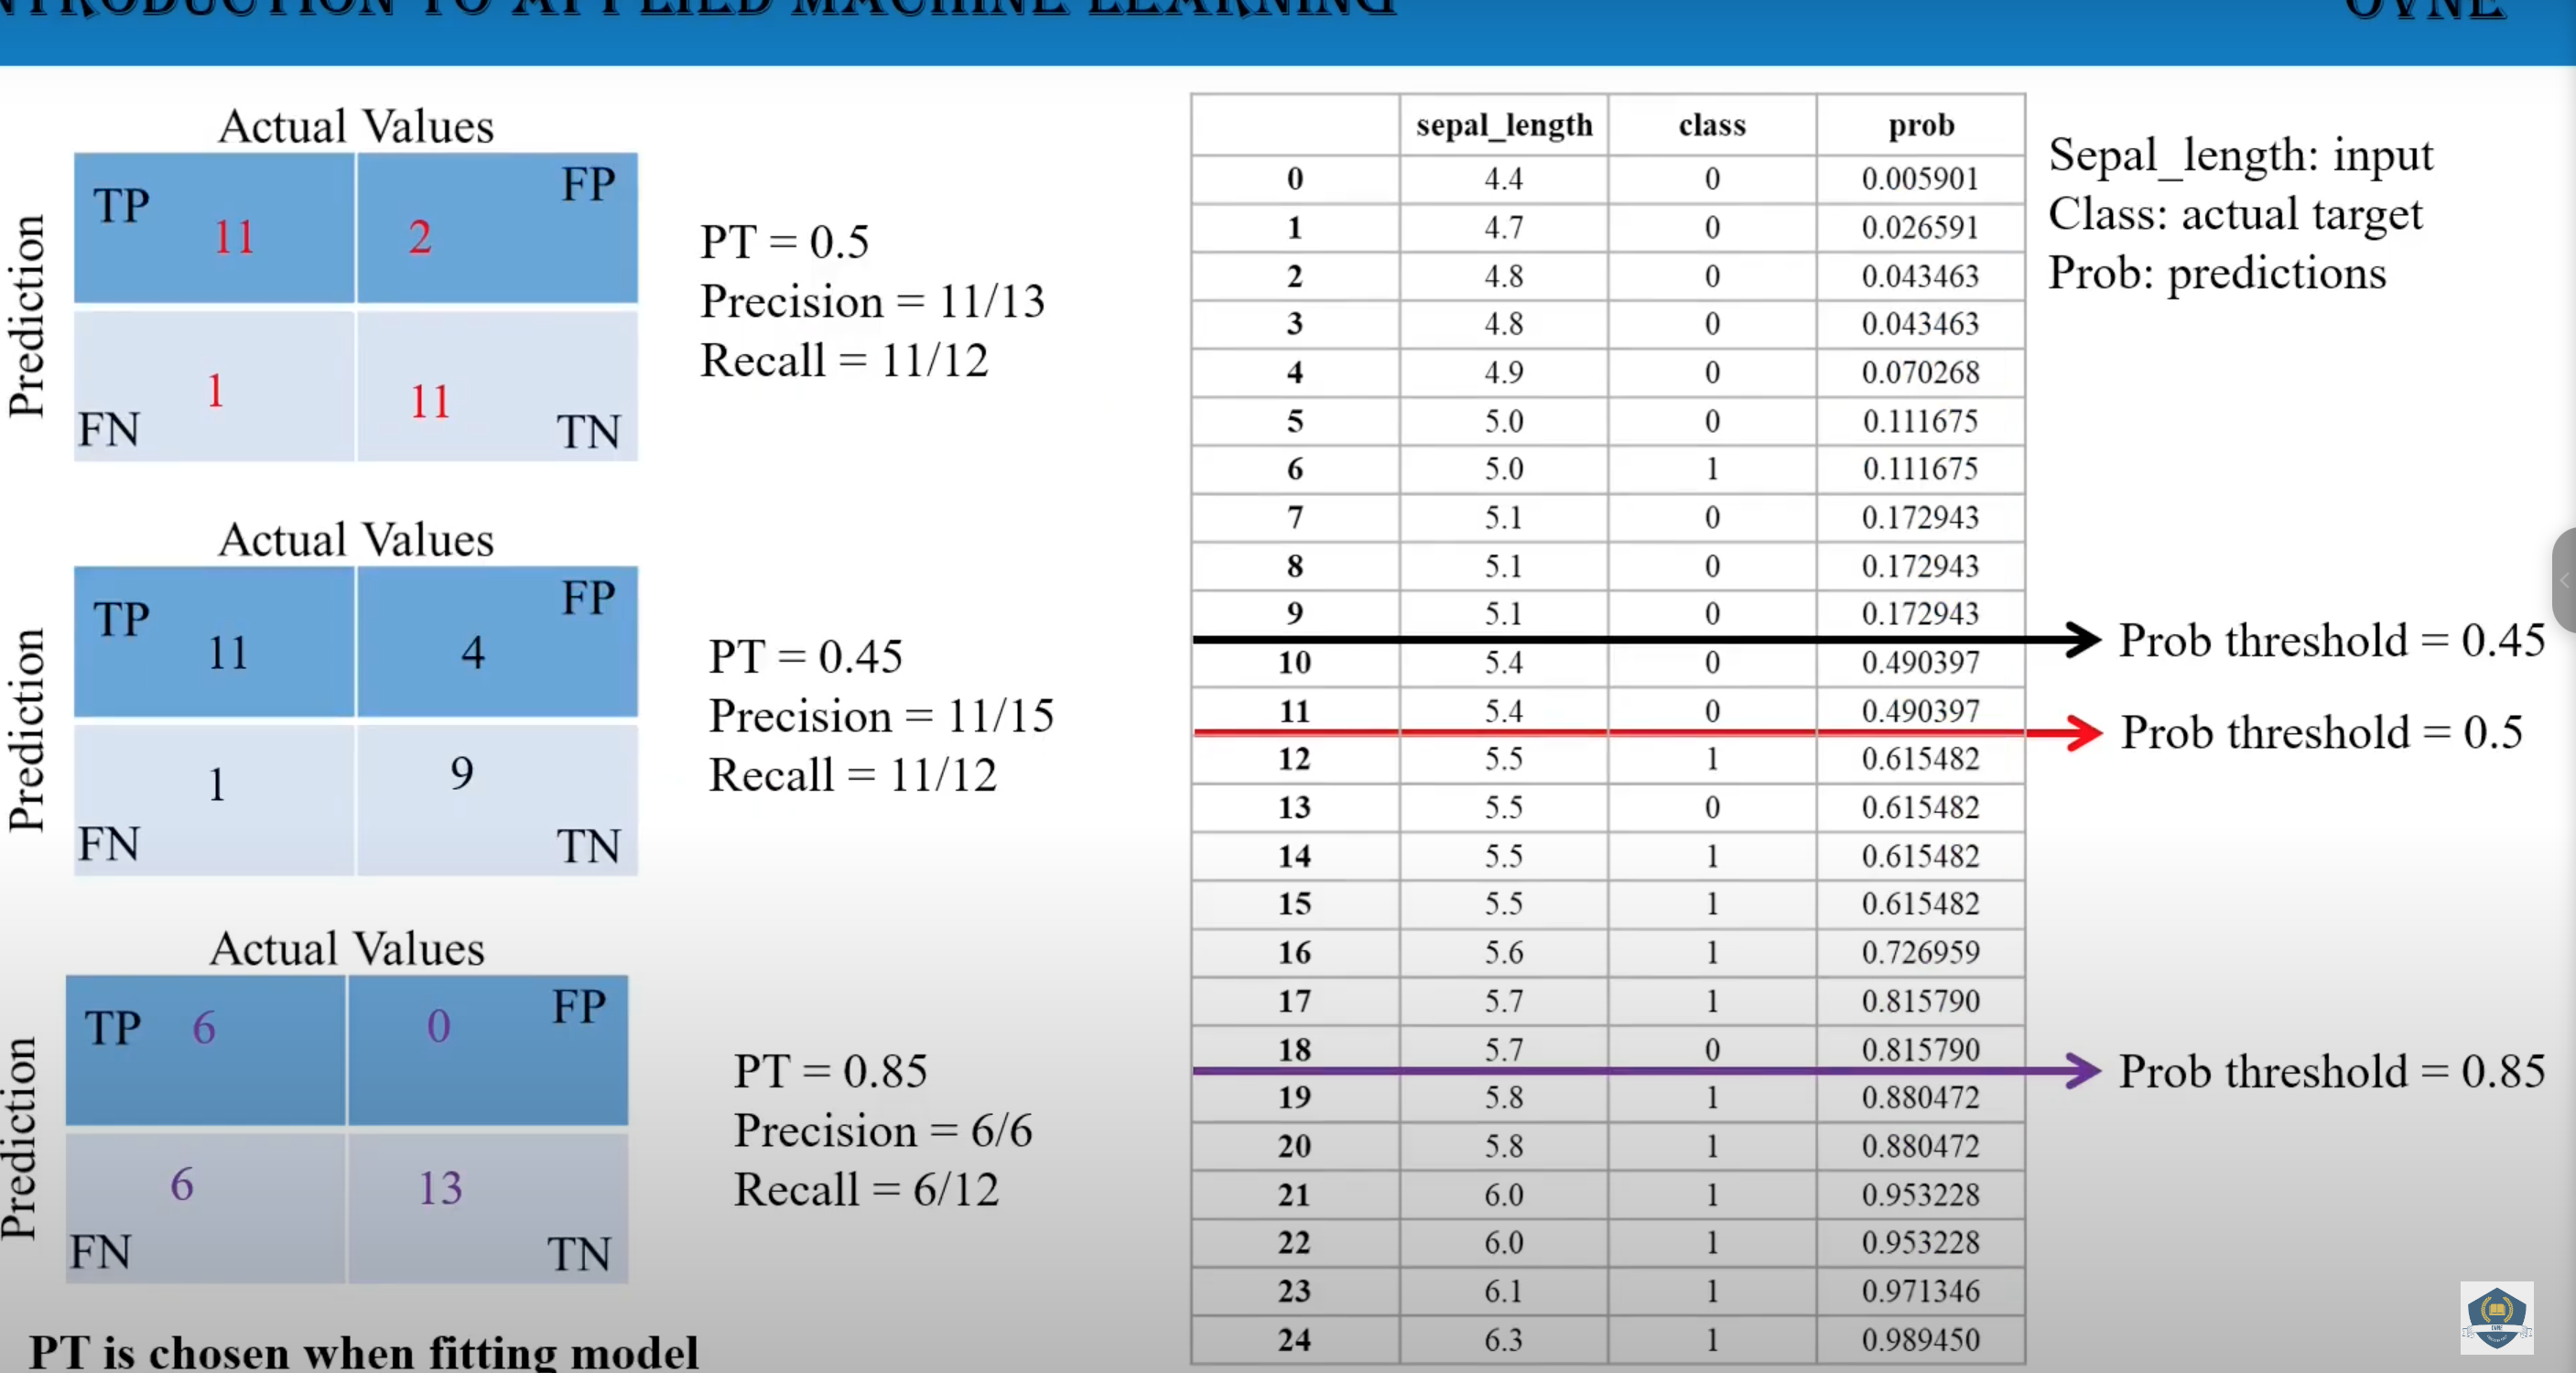 INTRODUCTION TO APPLIED MACHINE LEARNING
OVNE
Actual Values
Prediction
TP 11
2 FP
FN 1
11 TN
PT = 0.5
Precision = 11/13
Recall = 11/12
Actual Values
Prediction
TP 11
4 FP
FN 1
9 TN
PT = 0.45
Precision = 11/15
Recall = 11/12
Actual Values
Prediction
TP 6
0 FP
FN 6
13 TN
PT = 0.85
Precision = 6/6
Recall = 6/12
PT is chosen when fitting model
sepal_length class prob
0 4.4 0 0.005901
1 4.7 0 0.026591
2 4.8 0 0.043463
3 4.8 0 0.043463
4 4.9 0 0.070268
5 5.0 0 0.111675
6 5.0 1 0.111675
7 5.1 0 0.172943
8 5.1 0 0.172943
9 5.1 0 0.172943
10 5.4 0 0.490397
11 5.4 0 0.490397
12 5.5 1 0.615482
13 5.5 0 0.615482
14 5.5 1 0.615482
15 5.5 1 0.615482
16 5.6 1 0.726959
17 5.7 1 0.815790
18 5.7 0 0.815790
19 5.8 1 0.880472
20 5.8 1 0.880472
21 6.0 1 0.953228
22 6.0 1 0.953228
23 6.1 1 0.971346
24 6.3 1 0.989450
Sepal_length: input
Class: actual target
Prob: predictions
Prob threshold = 0.45
Prob threshold = 0.5
Prob threshold = 0.85